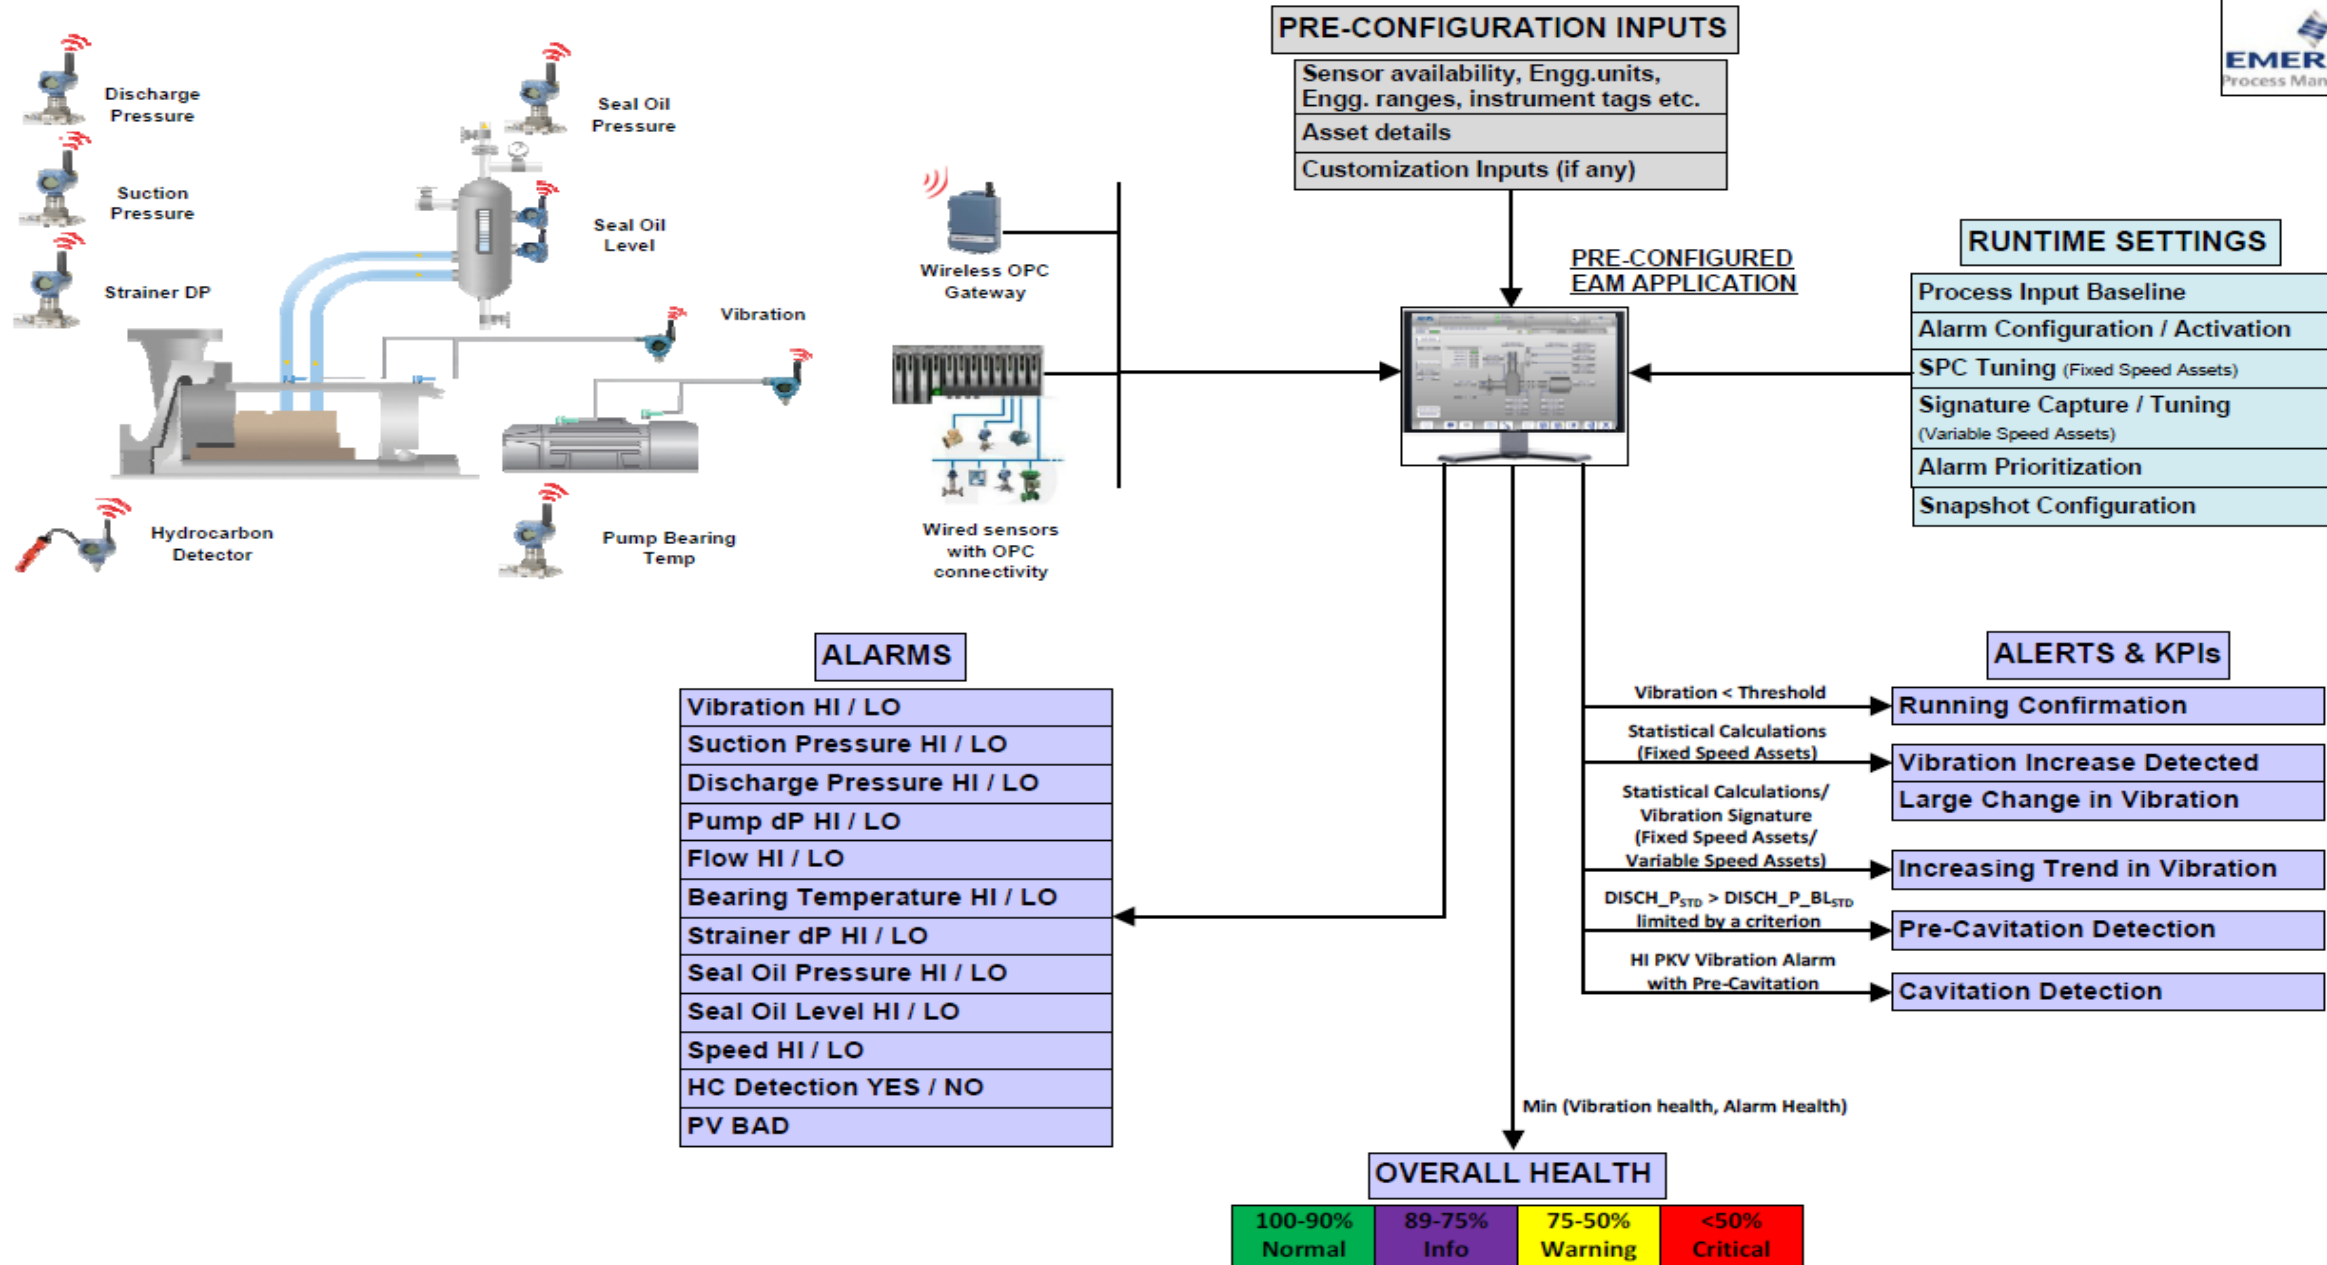 PRE-CONFIGURATION INPUTS
Sensor availability, Engg.units,
Engg. ranges, instrument tags etc.
Asset details
Customization Inputs (if any)
EMER
Process Man
Discharge
Pressure
Seal Oil
Pressure
Suction
Pressure
Seal Oil
Level
Strainer DP
Vibration
Wireless OPC
Gateway
Hydrocarbon
Detector
Pump Bearing
Temp
Wired sensors
with OPC
connectivity
PRE-CONFIGURED
EAM APPLICATION
RUNTIME SETTINGS
Process Input Baseline
Alarm Configuration / Activation
SPC Tuning (Fixed Speed Assets)
Signature Capture / Tuning
(Variable Speed Assets)
Alarm Prioritization
Snapshot Configuration
ALARMS
Vibration HI / LO
Suction Pressure HI / LO
Discharge Pressure HI / LO
Pump dP HI / LO
Flow HI / LO
Bearing Temperature HI / LO
Strainer dP HI / LO
Seal Oil Pressure HI / LO
Seal Oil Level HI / LO
Speed HI / LO
HC Detection YES / NO
PV BAD
ALERTS & KPIs
Vibration < Threshold
Running Confirmation
Statistical Calculations
(Fixed Speed Assets)
Vibration Increase Detected
Large Change in Vibration
Statistical Calculations/
Vibration Signature
(Fixed Speed Assets/
Variable Speed Assets)
Increasing Trend in Vibration
DISCH_P_STD > DISCH_P_BL_STD
limited by a criterion
Pre-Cavitation Detection
HI PKV Vibration Alarm
with Pre-Cavitation
Cavitation Detection
Min (Vibration health, Alarm Health)
OVERALL HEALTH
100-90%
Normal
89-75%
Info
75-50%
Warning
<50%
Critical